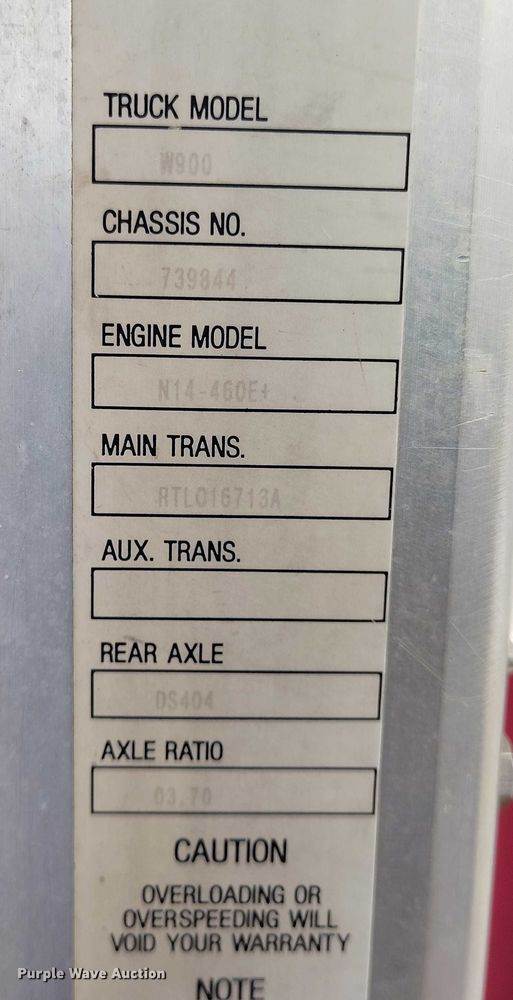 TRUCK MODEL
W900
CHASSIS NO.
739844
ENGINE MODEL
N14-460E+
MAIN TRANS.
RTLO16713A
AUX. TRANS.
REAR AXLE
DS404
AXLE RATIO
03.70
CAUTION
OVERLOADING OR
OVERSPEEDING WILL
VOID YOUR WARRANTY
NOTE
Purple Wave Auction